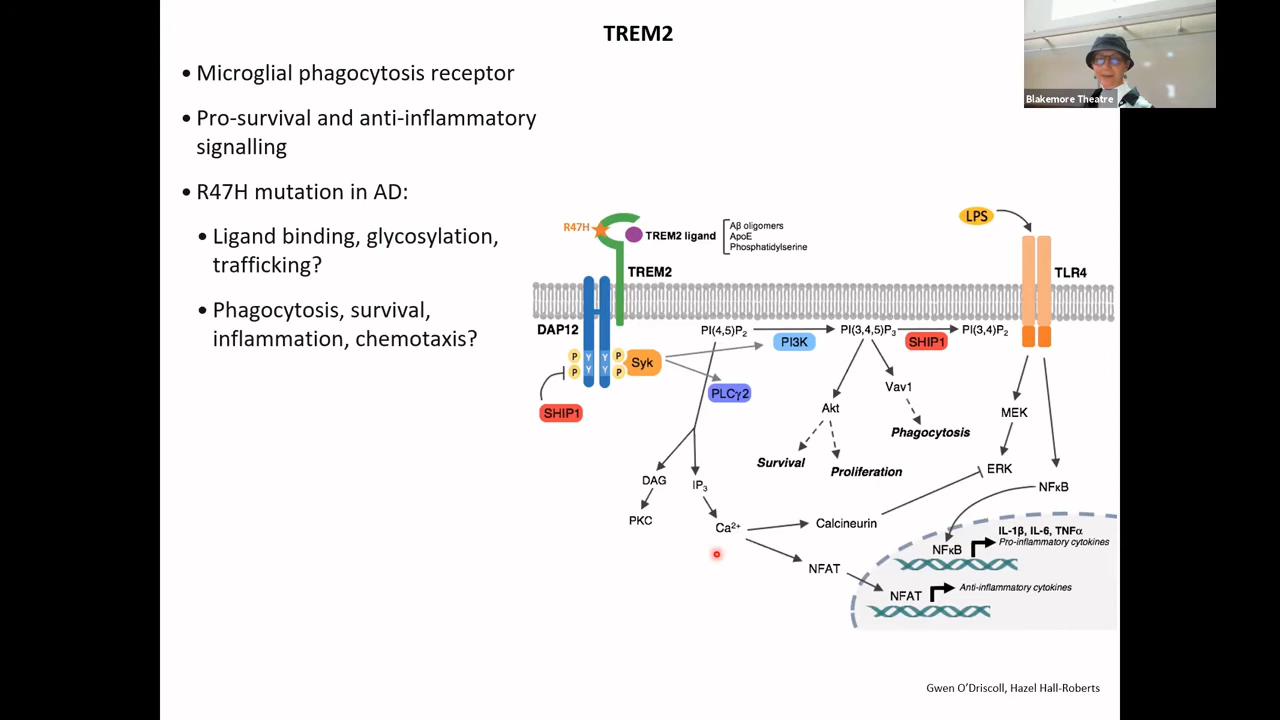 TREM2
• Microglial phagocytosis receptor
• Pro-survival and anti-inflammatory
signalling
• R47H mutation in AD:
• Ligand binding, glycosylation,
trafficking?
• Phagocytosis, survival,
inflammation, chemotaxis?
Blakemore Theatre
R47H
TREM2 ligand
Aβ oligomers
ApoE
Phosphatidylserine
LPS
TREM2
TLR4
DAP12
PI(4,5)P2
PI3K
PI(3,4,5)P3
SHIP1
PI(3,4)P2
P
Y
Y
P
P
Y
Y
P
Syk
PLCγ2
SHIP1
Akt
Vav1
Phagocytosis
Survival
Proliferation
MEK
ERK
NFκB
DAG
IP3
PKC
Ca2+
Calcineurin
NFAT
NFκB
IL-1β, IL-6, TNFα
Pro-inflammatory cytokines
NFAT
Anti-inflammatory cytokines
Gwen O’Driscoll, Hazel Hall-Roberts